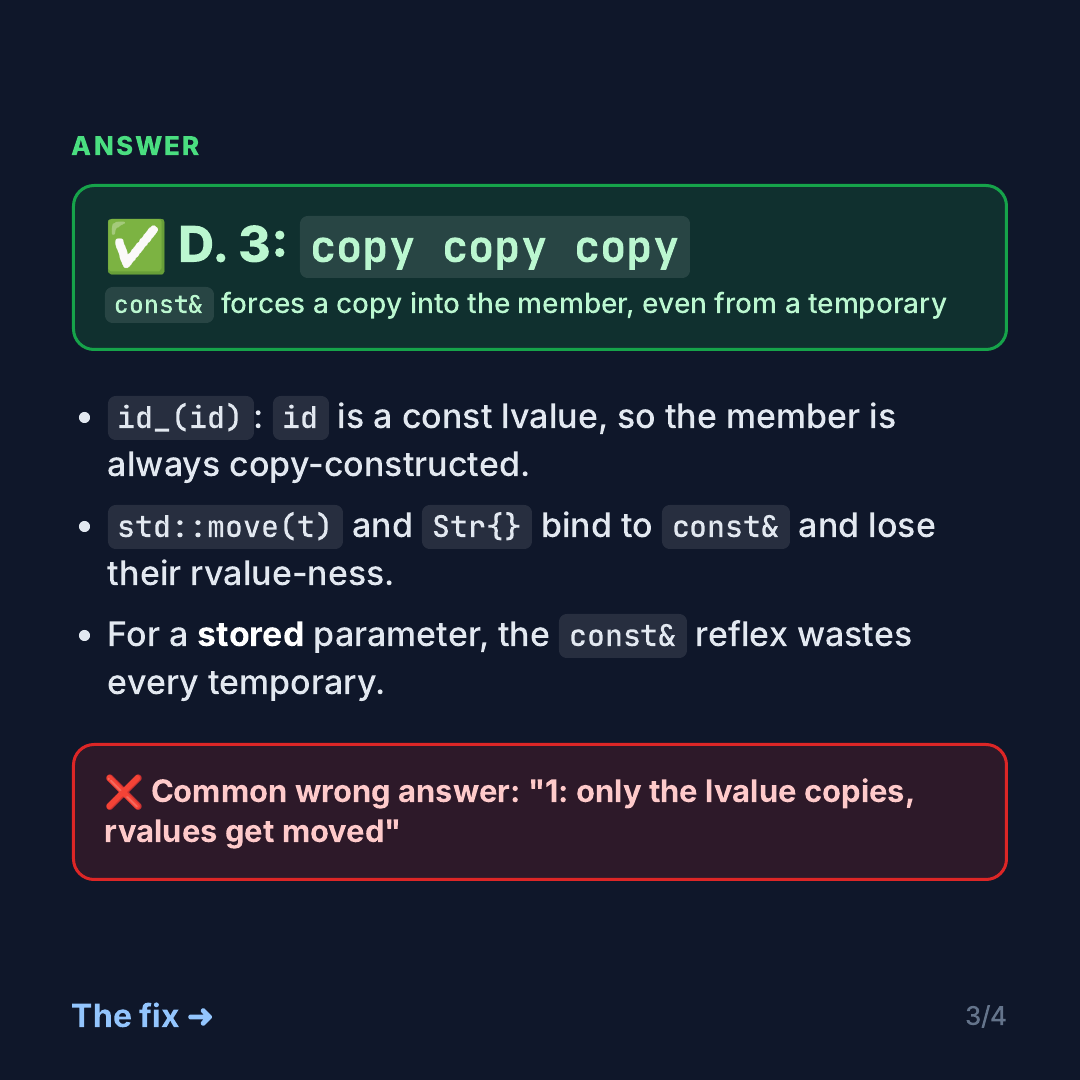 ANSWER
✅ D. 3: copy copy copy
const& forces a copy into the member, even from a temporary
• id_(id): id is a const lvalue, so the member is
always copy-constructed.
• std::move(t) and Str{} bind to const& and lose
their rvalue-ness.
• For a stored parameter, the const& reflex wastes
every temporary.
❌ Common wrong answer: "1: only the lvalue copies,
rvalues get moved"
The fix ➜
3/4